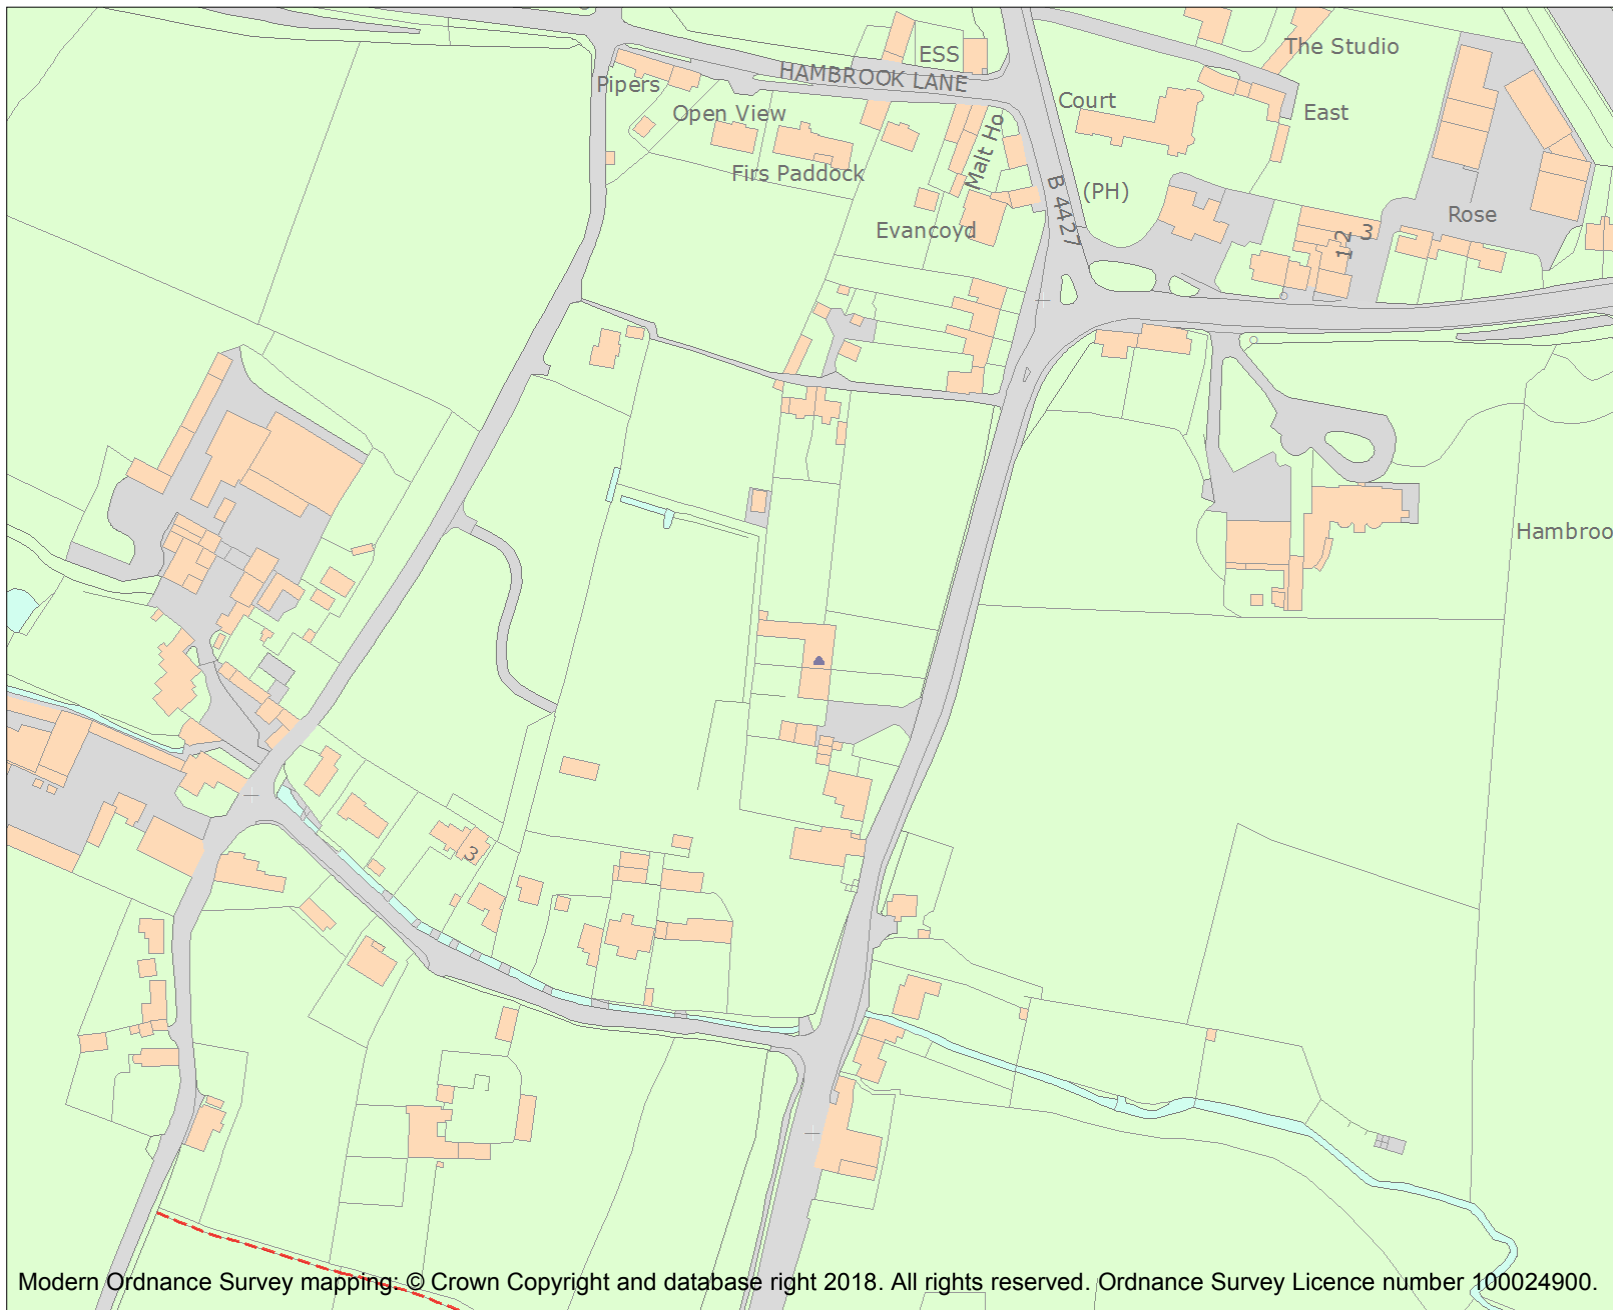 The Studio
ESS
HAMBROOK LANE
Pipers
Court
Open View
East
Malt Ho
Firs Paddock
(PH)
B 4427
Rose
Evancoyd
12
3
Hambroo
3
Modern Ordnance Survey mapping: © Crown Copyright and database right 2018. All rights reserved. Ordnance Survey Licence number 100024900.